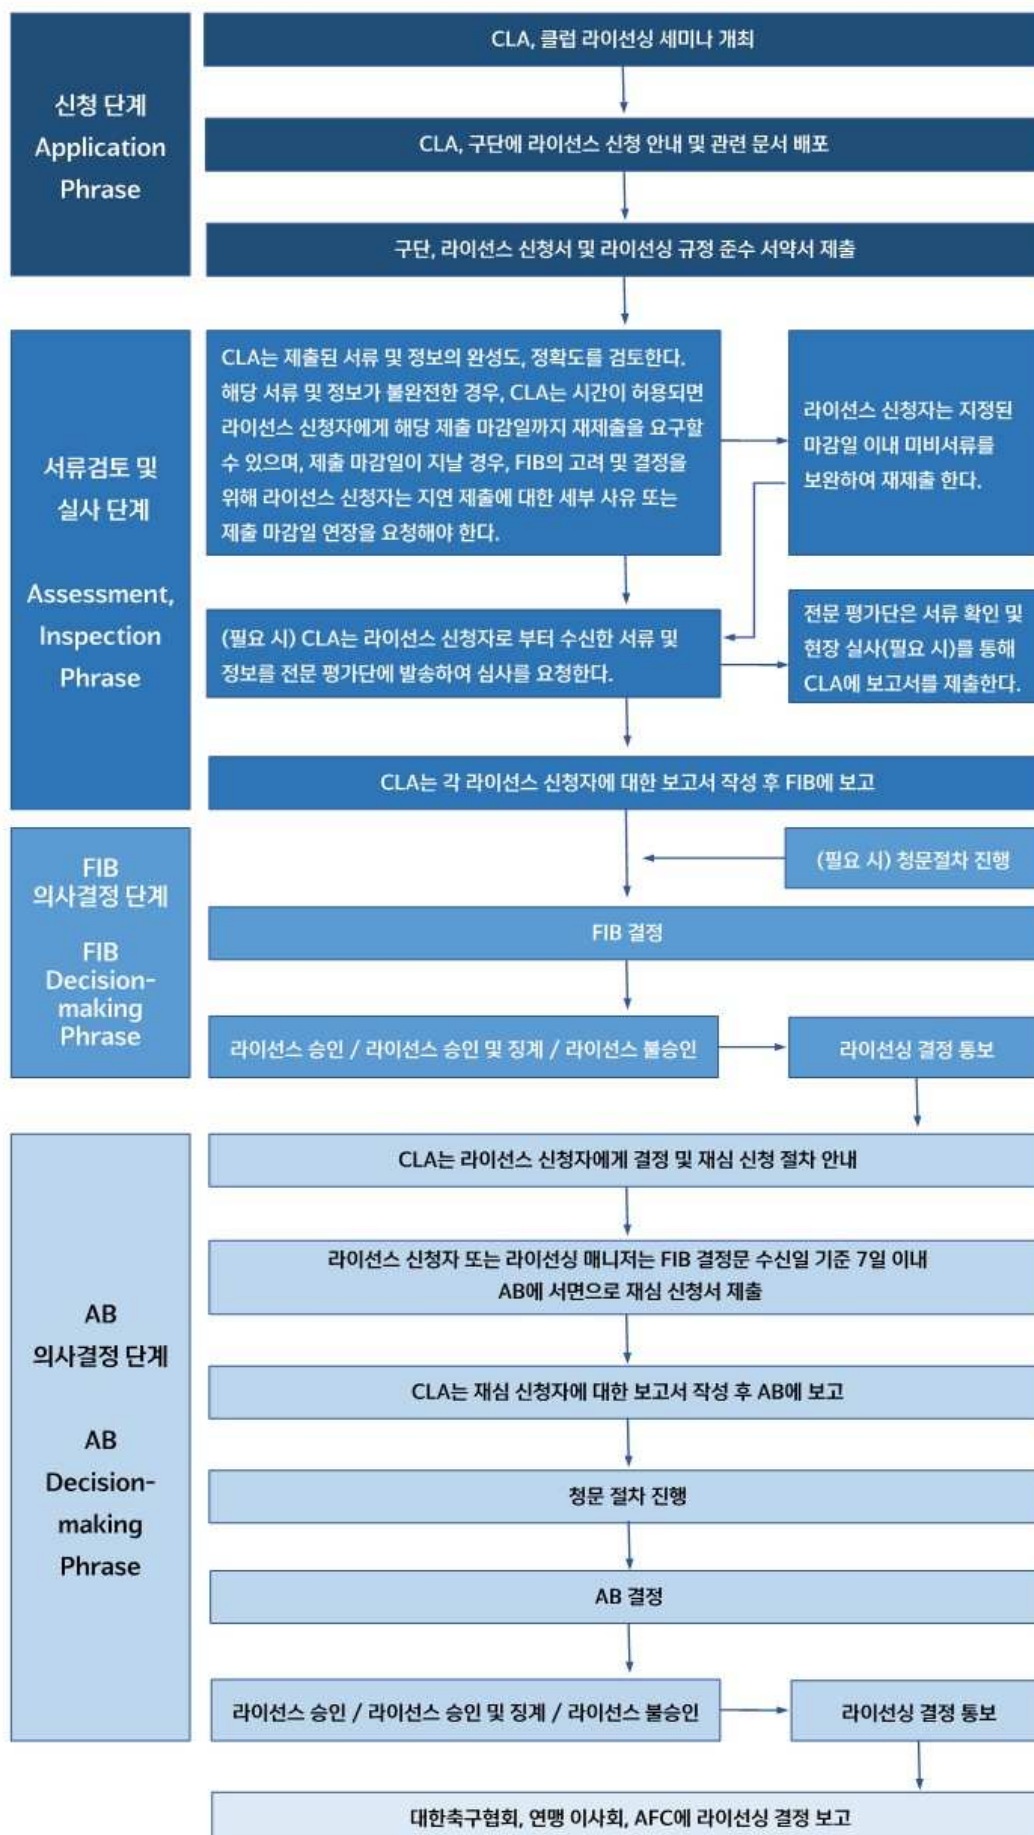 신청 단계
Application
Phrase
CLA, 클럽 라이선싱 세미나 개최
CLA, 구단에 라이선스 신청 안내 및 관련 문서 배포
구단, 라이선스 신청서 및 라이선싱 규정 준수 서약서 제출
서류검토 및
실사 단계
Assessment,
Inspection
Phrase
CLA는 제출된 서류 및 정보의 완성도, 정확도를 검토한다.
해당 서류 및 정보가 불완전한 경우, CLA는 시간이 허용되면
라이선스 신청자에게 해당 제출 마감일까지 재제출을 요구할
수 있으며, 제출 마감일이 지날 경우, FIB의 고려 및 결정을
위해 라이선스 신청자는 지연 제출에 대한 세부 사유 또는
제출 마감일 연장을 요청해야 한다.
라이선스 신청자는 지정된
마감일 이내 미비서류를
보완하여 재제출 한다.
(필요 시) CLA는 라이선스 신청자로 부터 수신한 서류 및
정보를 전문 평가단에 발송하여 심사를 요청한다.
전문 평가단은 서류 확인 및
현장 실사(필요 시)를 통해
CLA에 보고서를 제출한다.
CLA는 각 라이선스 신청자에 대한 보고서 작성 후 FIB에 보고
FIB
의사결정 단계
FIB
Decision-
making
Phrase
(필요 시) 청문절차 진행
FIB 결정
라이선스 승인 / 라이선스 승인 및 징계 / 라이선스 불승인
라이선싱 결정 통보
AB
의사결정 단계
AB
Decision-
making
Phrase
CLA는 라이선스 신청자에게 결정 및 재심 신청 절차 안내
라이선스 신청자 또는 라이선싱 매니저는 FIB 결정문 수신일 기준 7일 이내
AB에 서면으로 재심 신청서 제출
CLA는 재심 신청자에 대한 보고서 작성 후 AB에 보고
청문 절차 진행
AB 결정
라이선스 승인 / 라이선스 승인 및 징계 / 라이선스 불승인
라이선싱 결정 통보
대한축구협회, 연맹 이사회, AFC에 라이선싱 결정 보고